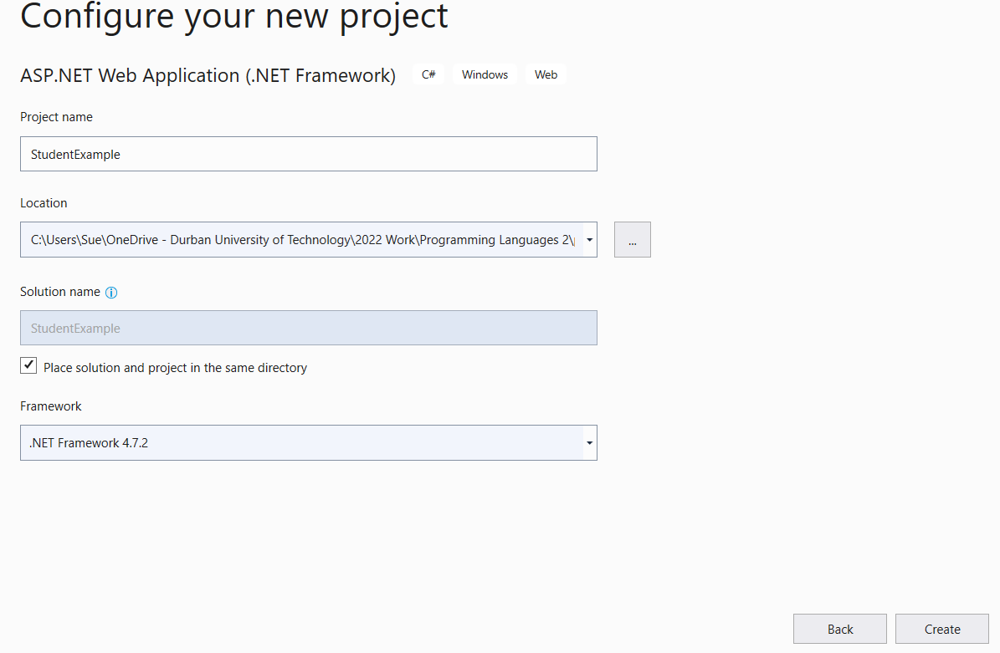 Configure your new project
ASP.NET Web Application (.NET Framework) C# Windows Web
Project name
StudentExample
Location
C:\Users\Sue\OneDrive - Durban University of Technology\2022 Work\Programming Languages 2\
...
Solution name
StudentExample
Place solution and project in the same directory
Framework
.NET Framework 4.7.2
Back Create